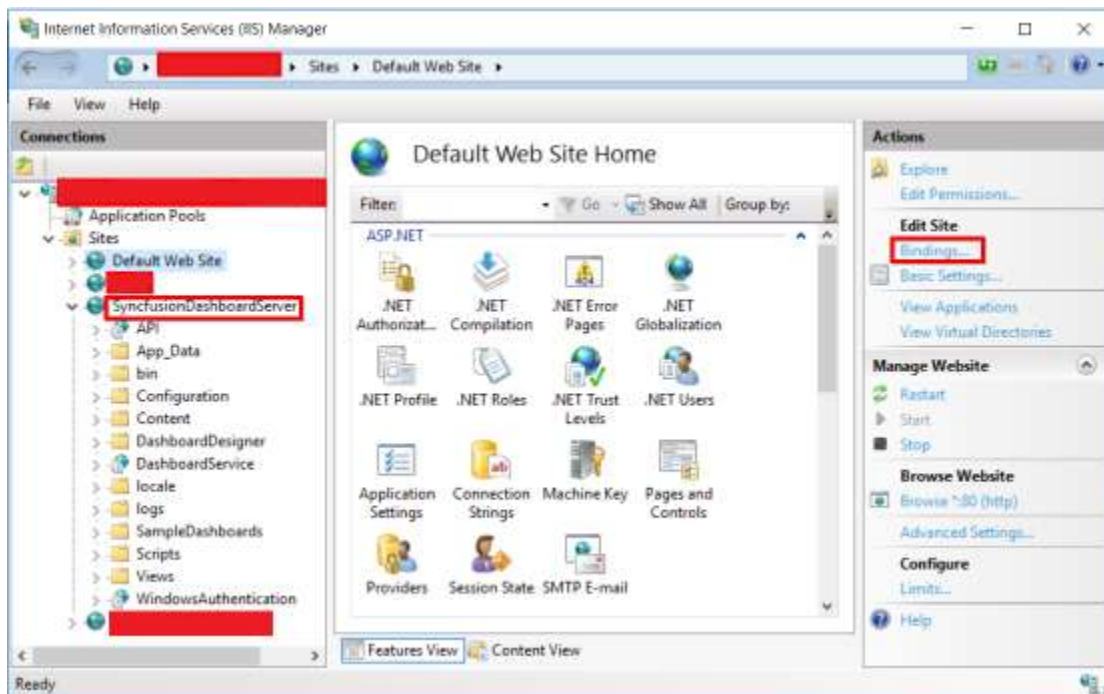 Internet Information Services (IIS) Manager
Sites
Default Web Site
File View Help
Connections
Application Pools
Sites
Default Web Site
SyncfusionDashboardServer
API
App_Data
bin
Configuration
Content
DashboardDesigner
DashboardService
locale
logs
SampleDashboards
Scripts
Views
WindowsAuthentication
Default Web Site Home
Filter: Go Show All Group by:
ASP.NET
.NET Authorizat...
.NET Compilation
.NET Error Pages
.NET Globalization
.NET Profile
.NET Roles
.NET Trust Levels
.NET Users
Application Settings
Connection Strings
Machine Key
Pages and Controls
Providers
Session State
SMTP E-mail
Features View Content View
Actions
Explore
Edit Permissions...
Edit Site
Bindings...
Basic Settings...
View Applications
View Virtual Directories
Manage Website
Restart
Start
Stop
Browse Website
Browse *:80 (http)
Advanced Settings...
Configure
Limits...
Help
Ready